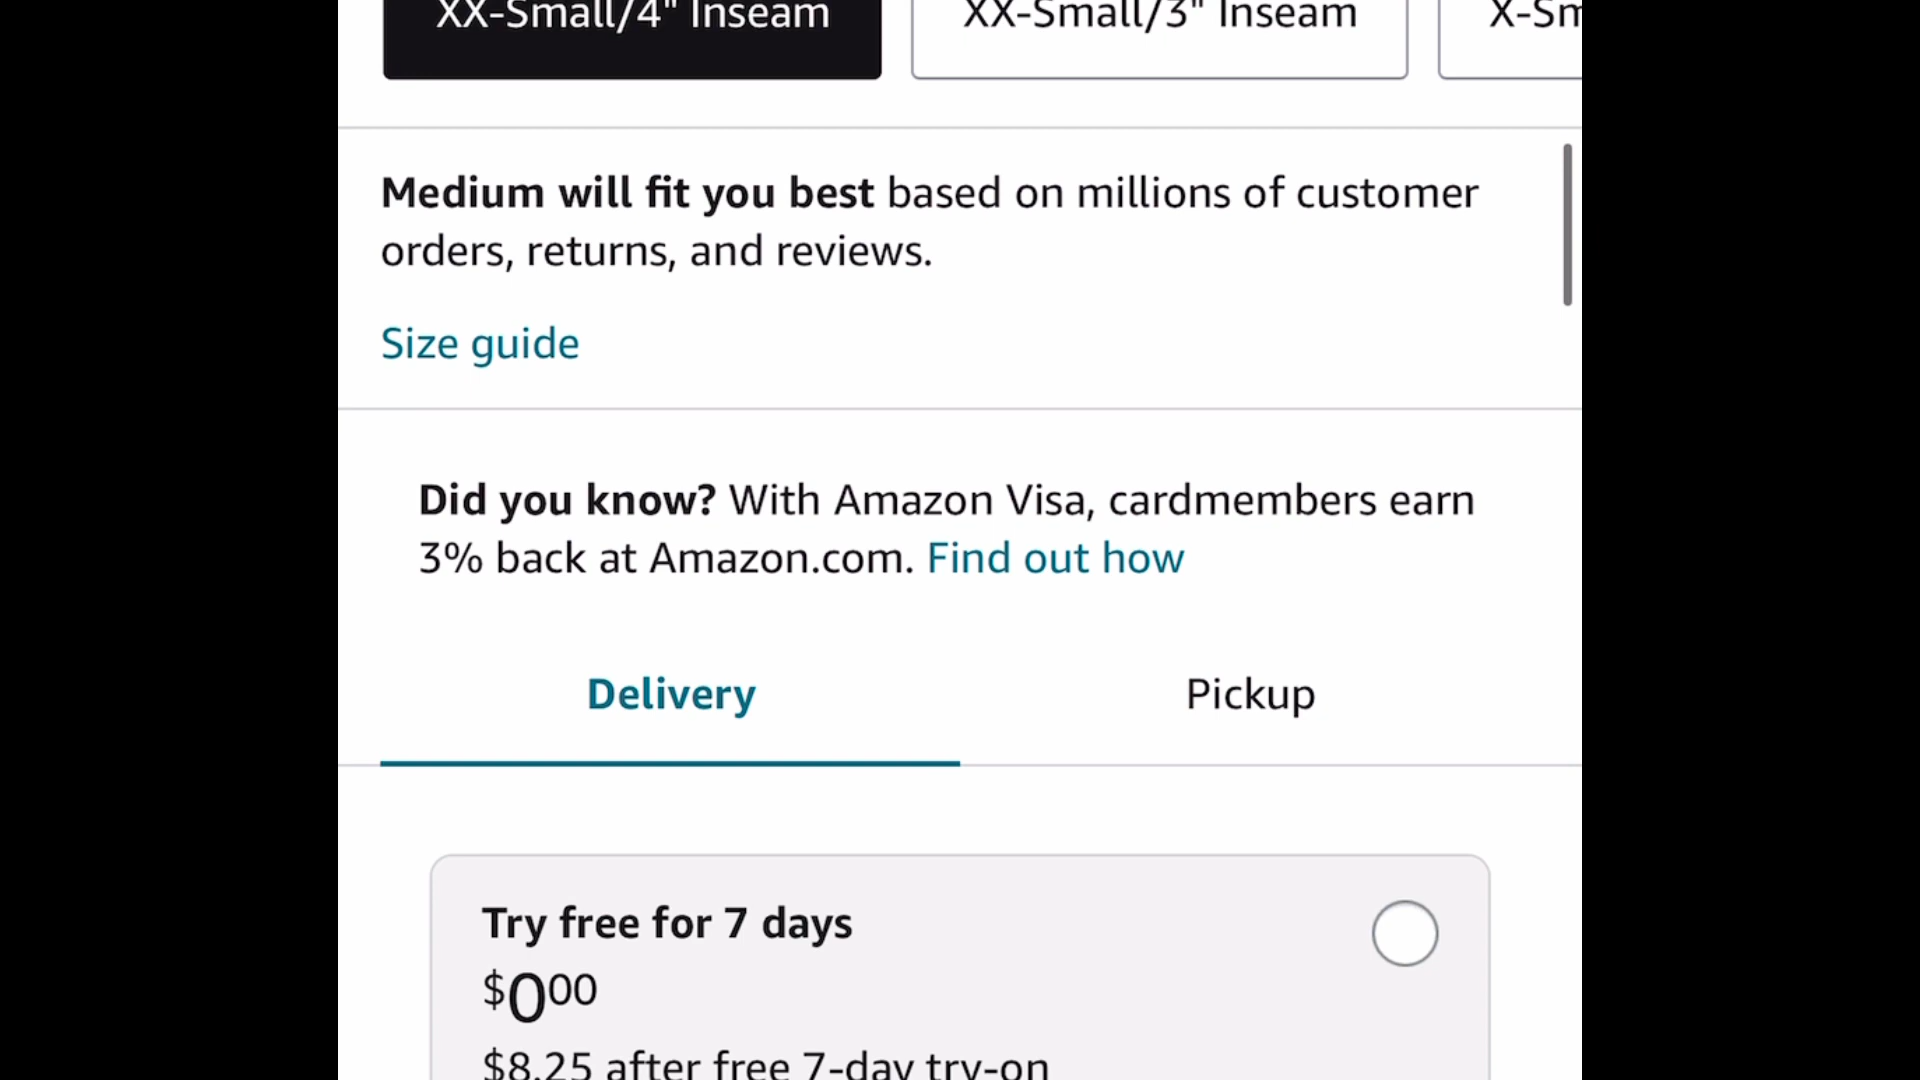 XX-Small/4" Inseam
XX-Small/3" Inseam
X-Sm
Medium will fit you best based on millions of customer
orders, returns, and reviews.
Size guide
Did you know? With Amazon Visa, cardmembers earn
3% back at Amazon.com. Find out how
Delivery
Pickup
Try free for 7 days
$000
$8.25 after free 7-day try-on